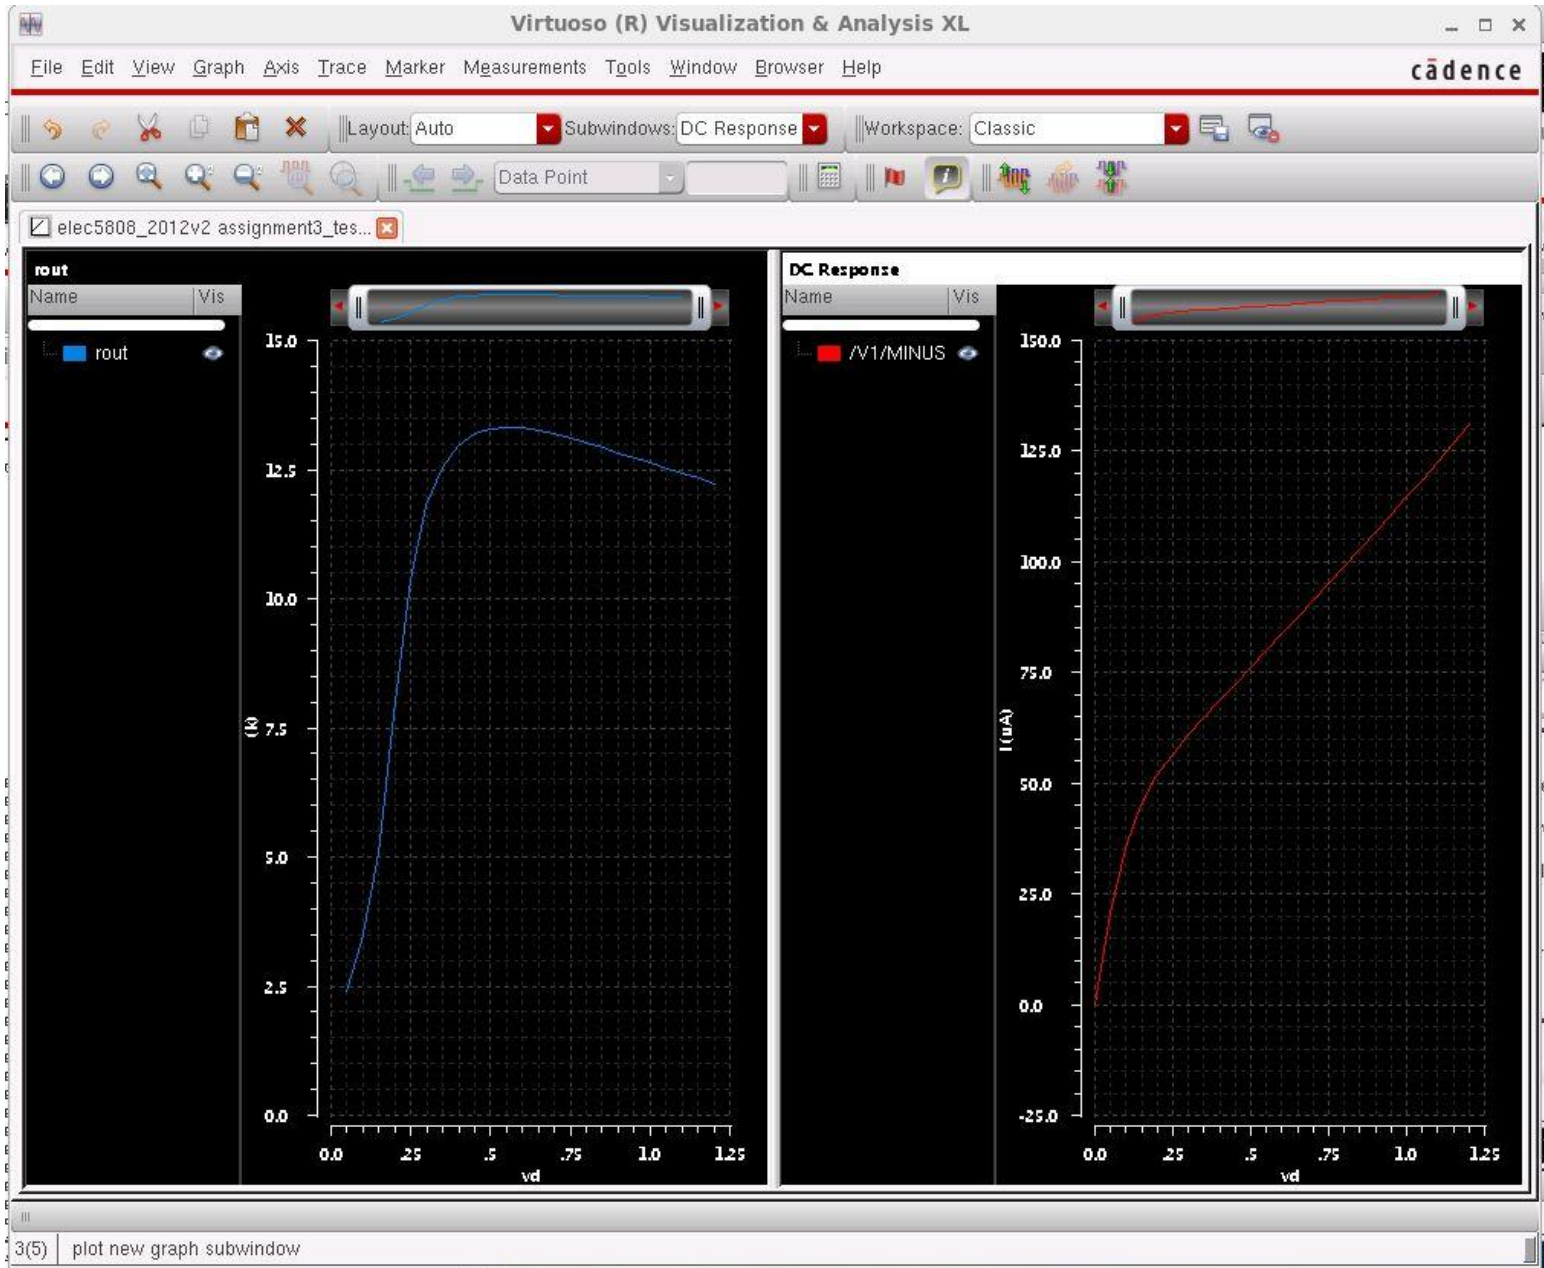 Virtuoso (R) Visualization & Analysis XL
File Edit View Graph Axis Trace Marker Measurements Tools Window Browser Help
cādence
Layout: Auto Subwindows: DC Response Workspace: Classic
Data Point
elec5808_2012v2 assignment3_tes...
rout
Name Vis
rout
15.0
12.5
10.0
(k) 7.5
5.0
2.5
0.0
0.0 .25 .5 .75 1.0 1.25
vd
DC Response
Name Vis
/V1/MINUS
150.0
125.0
100.0
75.0
I (uA)
50.0
25.0
0.0
-25.0
0.0 .25 .5 .75 1.0 1.25
vd
3(5) plot new graph subwindow